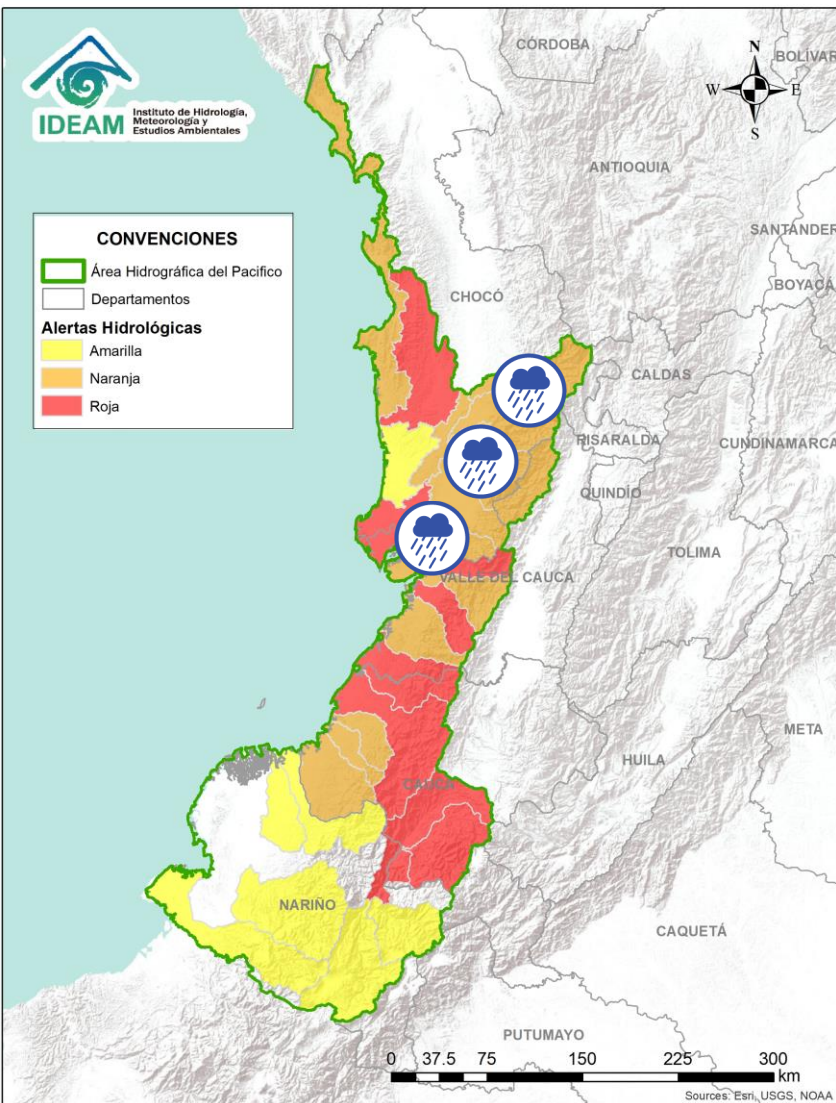 IDEAM
Instituto de Hidrología,
Meteorología y
Estudios Ambientales
CÓRDOBA
BOLÍVAR
N
W E
S
ANTIOQUIA
SANTANDER
CONVENCIONES
Área Hidrográfica del Pacifico
Departamentos
Alertas Hidrológicas
Amarilla
Naranja
Roja
BOYACÁ
CHOCÓ
CALDAS
RISARALDA
CUNDINAMARCA
QUINDÍO
TOLIMA
VALLE DEL CAUCA
META
HUILA
CAUCA
NARIÑO
CAQUETÁ
PUTUMAYO
0 37.5 75 150 225 300
km
Sources: Esri, USGS, NOAA